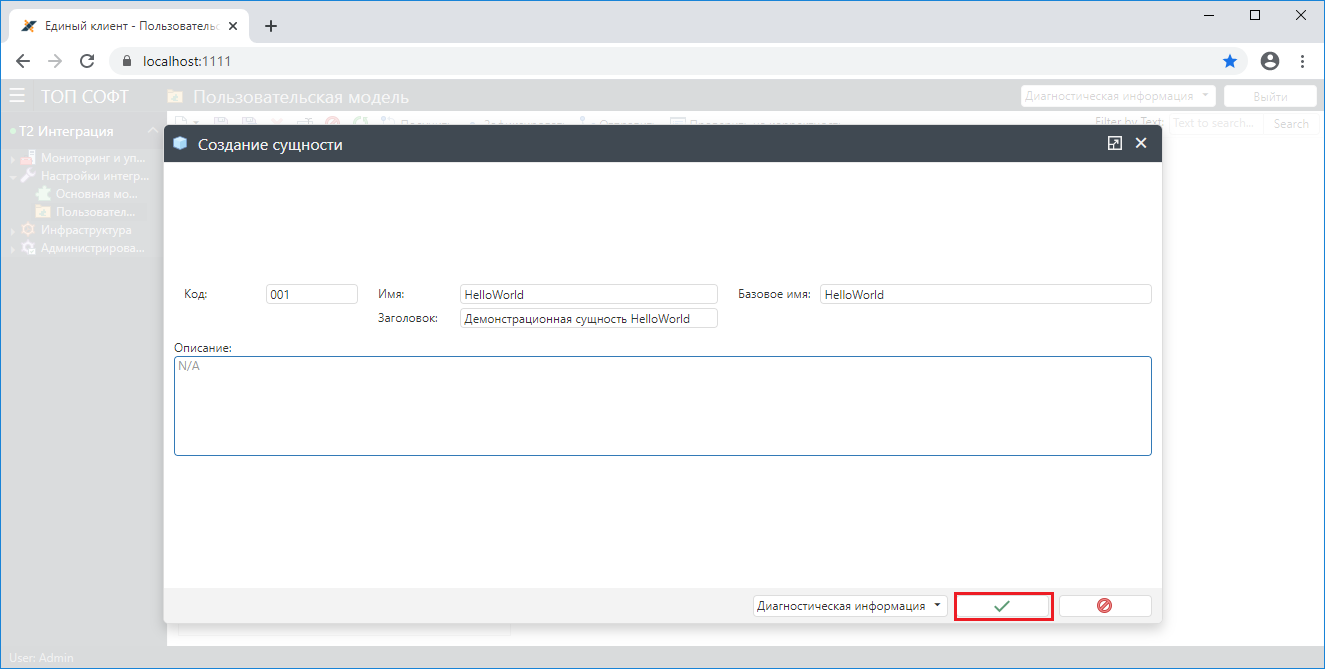 Единый клиент - Пользователь
localhost:1111
ТОП СОФТ
Пользовательская модель
Диагностическая информация
Выйти
Т2 Интеграция
Filter by Text:
Text to search...
Search
Создание сущности
Мониторинг и уп...
Настройки интегр...
Основная мо...
Пользовател...
Инфраструктура
Администрирова...
Код:
001
Имя:
HelloWorld
Базовое имя:
HelloWorld
Заголовок:
Демонстрационная сущность HelloWorld
Описание:
N/A
Диагностическая информация
User: Admin